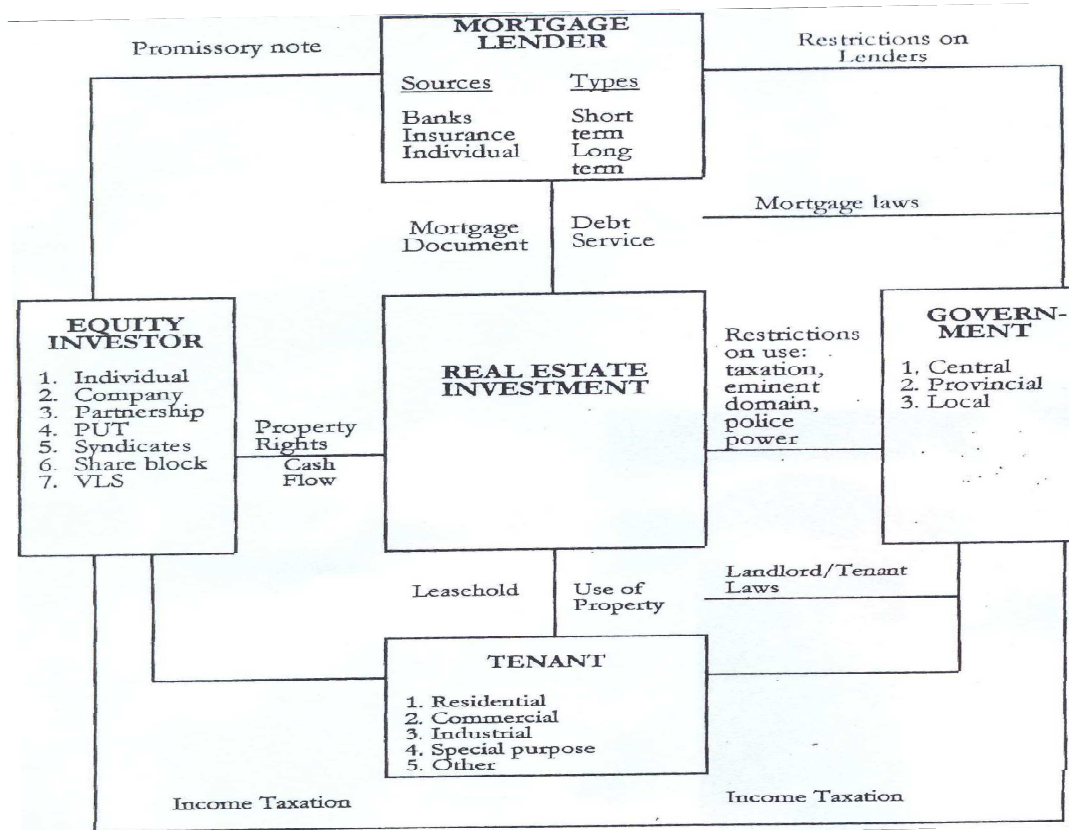 Promissory note
MORTGAGE
LENDER
Sources
Types
Banks
Insurance
Individual
Short
term
Long
term
Restrictions on
Lenders
Mortgage
Document
Debt
Service
Mortgage laws
EQUITY
INVESTOR
1. Individual
2. Company
3. Partnership
4. PUT
5. Syndicates
6. Share block
7. VLS
Property
Rights
Cash
Flow
REAL ESTATE
INVESTMENT
Restrictions
on use:
taxation,
eminent
domain,
police
power
GOVERN-
MENT
1. Central
2. Provincial
3. Local
Leasehold
Use of
Property
Landlord/Tenant
Laws
TENANT
1. Residential
2. Commercial
3. Industrial
4. Special purpose
5. Other
Income Taxation
Income Taxation